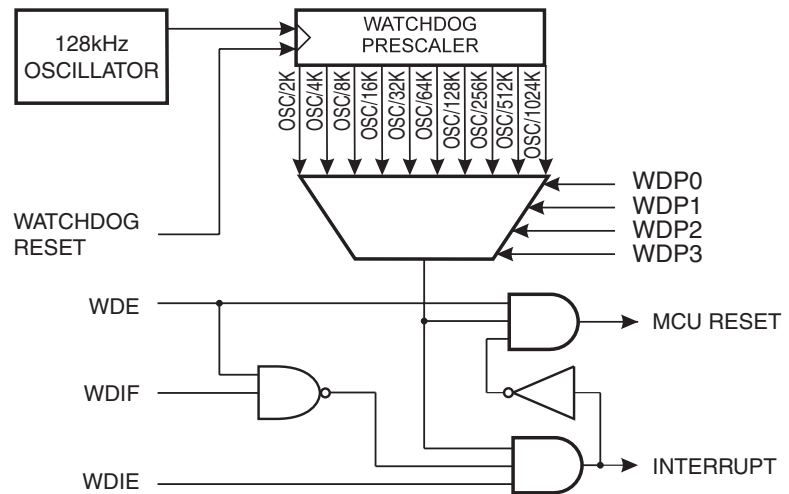 128kHz
OSCILLATOR
WATCHDOG
PRESCALER
OSC/2K
OSC/4K
OSC/8K
OSC/16K
OSC/32K
OSC/64K
OSC/128K
OSC/256K
OSC/512K
OSC/1024K
WDP0
WDP1
WDP2
WDP3
WATCHDOG
RESET
WDE
MCU RESET
WDIF
WDIE
INTERRUPT